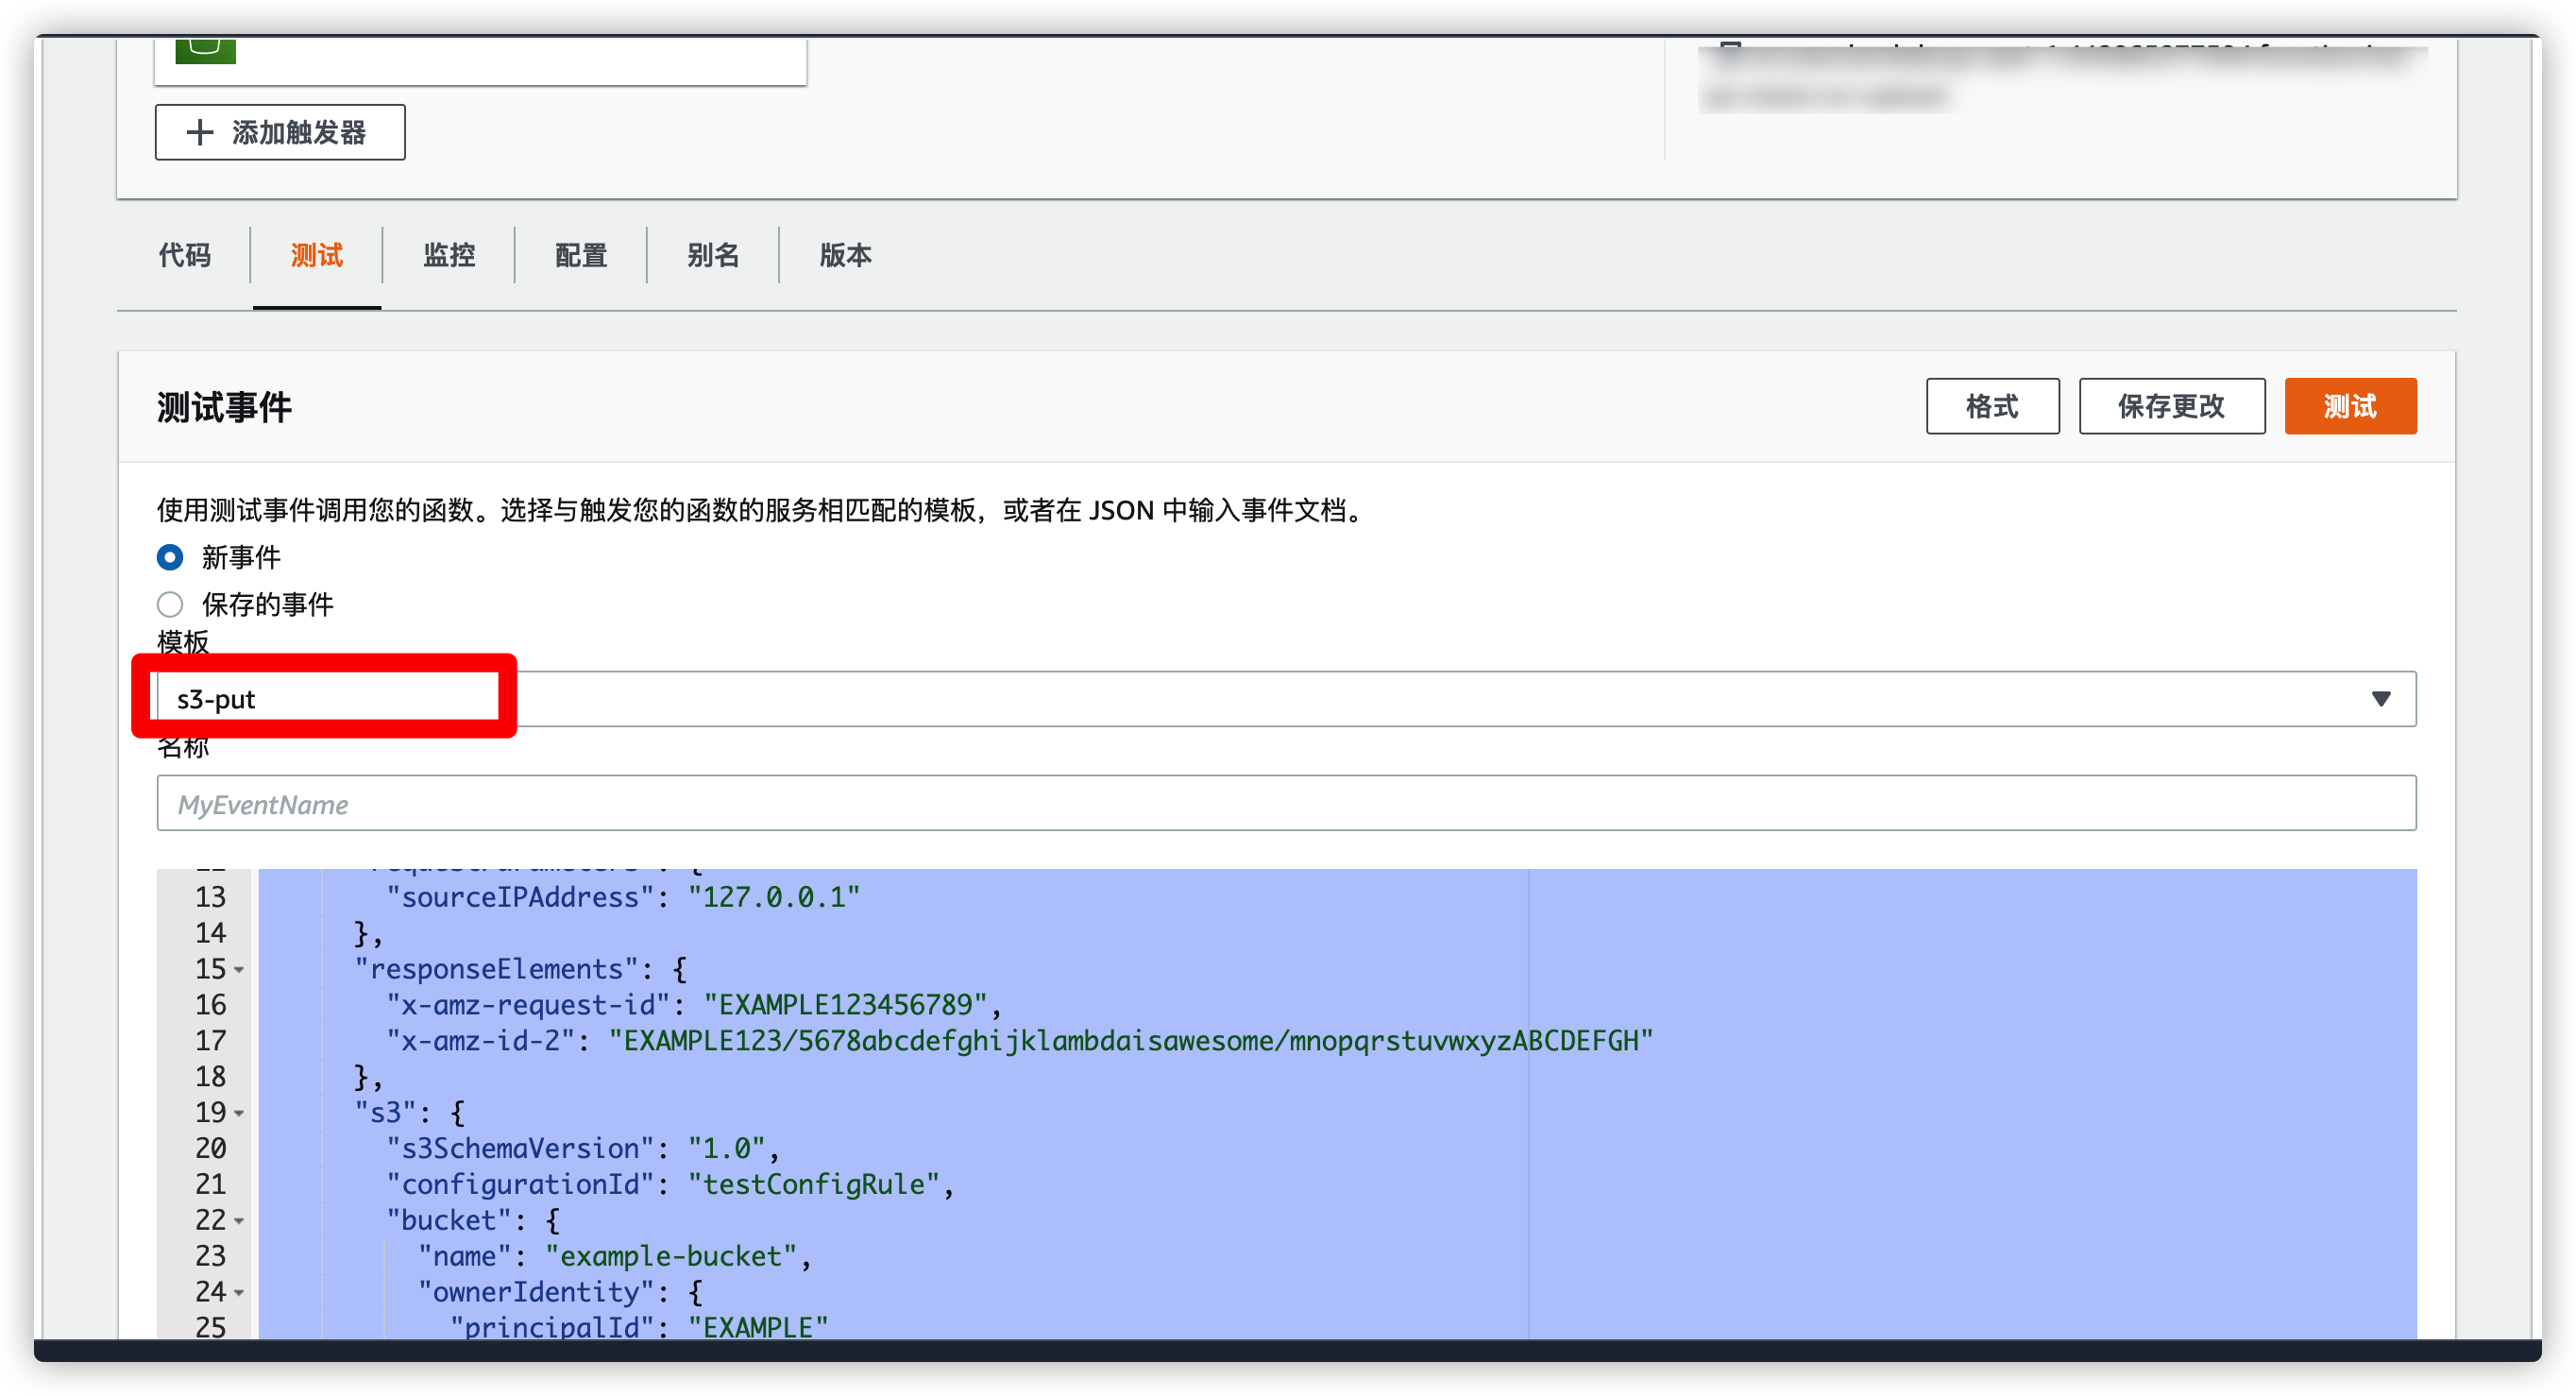 添加触发器
代码 测试 监控 配置 别名 版本
测试事件
格式 保存更改 测试
使用测试事件调用您的函数。选择与触发您的函数的服务相匹配的模板，或者在 JSON 中输入事件文档。
新事件
保存的事件
模板
s3-put
名称
MyEventName
13 "sourceIPAddress": "127.0.0.1"
14 },
15 "responseElements": {
16 "x-amz-request-id": "EXAMPLE123456789",
17 "x-amz-id-2": "EXAMPLE123/5678abcdefghijklambdaisawesome/mnopqrstuvwxyzABCDEFGH"
18 },
19 "s3": {
20 "s3SchemaVersion": "1.0",
21 "configurationId": "testConfigRule",
22 "bucket": {
23 "name": "example-bucket",
24 "ownerIdentity": {
25 "principalId": "EXAMPLE"